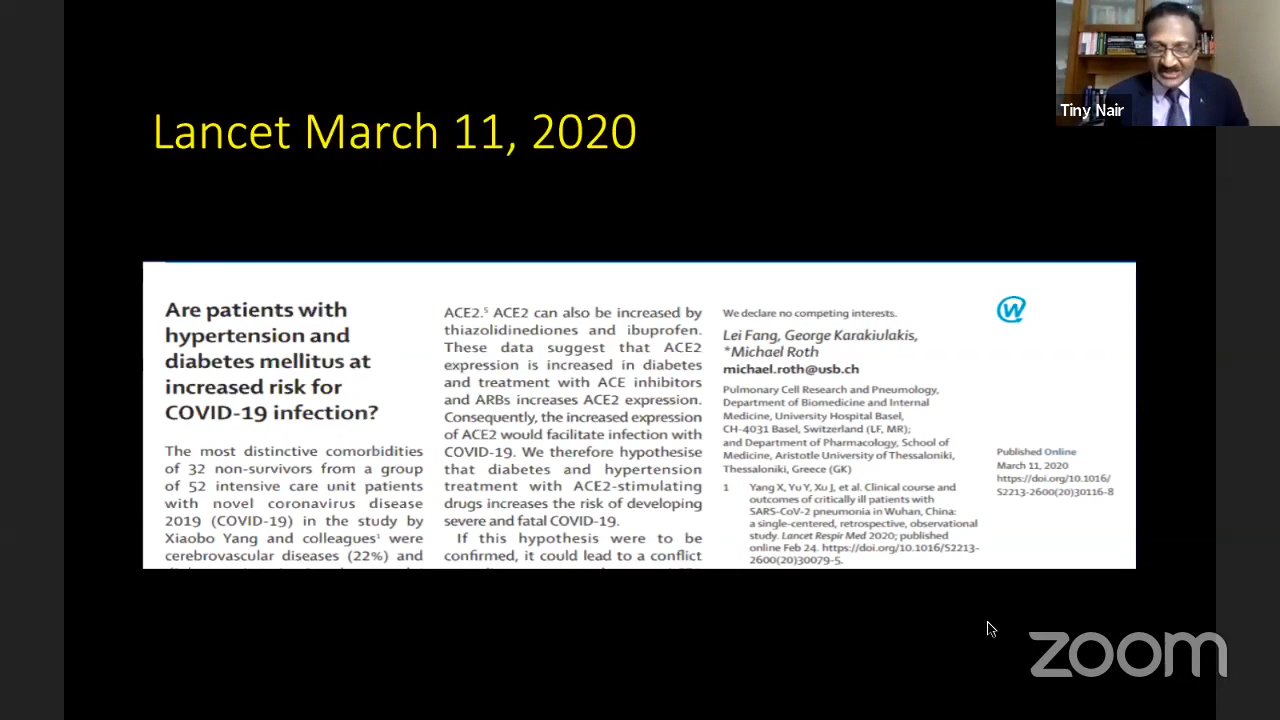 Tiny Nair
Lancet March 11, 2020
Are patients with
hypertension and
diabetes mellitus at
increased risk for
COVID-19 infection?
The most distinctive comorbidities
of 32 non-survivors from a group
of 52 intensive care unit patients
with novel coronavirus disease
2019 (COVID-19) in the study by
Xiaobo Yang and colleagues¹ were
cerebrovascular diseases (22%) and
ACE2.⁵ ACE2 can also be increased by
thiazolidinediones and ibuprofen.
These data suggest that ACE2
expression is increased in diabetes
and treatment with ACE inhibitors
and ARBs increases ACE2 expression.
Consequently, the increased expression
of ACE2 would facilitate infection with
COVID-19. We therefore hypothesise
that diabetes and hypertension
treatment with ACE2-stimulating
drugs increases the risk of developing
severe and fatal COVID-19.
If this hypothesis were to be
confirmed, it could lead to a conflict
We declare no competing interests.
Lei Fang, George Karakiulakis,
*Michael Roth
michael.roth@usb.ch
Pulmonary Cell Research and Pneumology,
Department of Biomedicine and Internal
Medicine, University Hospital Basel,
CH-4031 Basel, Switzerland (LF, MR);
and Department of Pharmacology, School of
Medicine, Aristotle University of Thessaloniki,
Thessaloniki, Greece (GK)
1 Yang X, Yu Y, Xu J, et al. Clinical course and
outcomes of critically ill patients with
SARS-CoV-2 pneumonia in Wuhan, China:
a single-centered, retrospective, observational
study. Lancet Respir Med 2020; published
online Feb 24. https://doi.org/10.1016/S2213-
2600(20)30079-5.
W
Published Online
March 11, 2020
https://doi.org/10.1016/
S2213-2600(20)30116-8
zoom